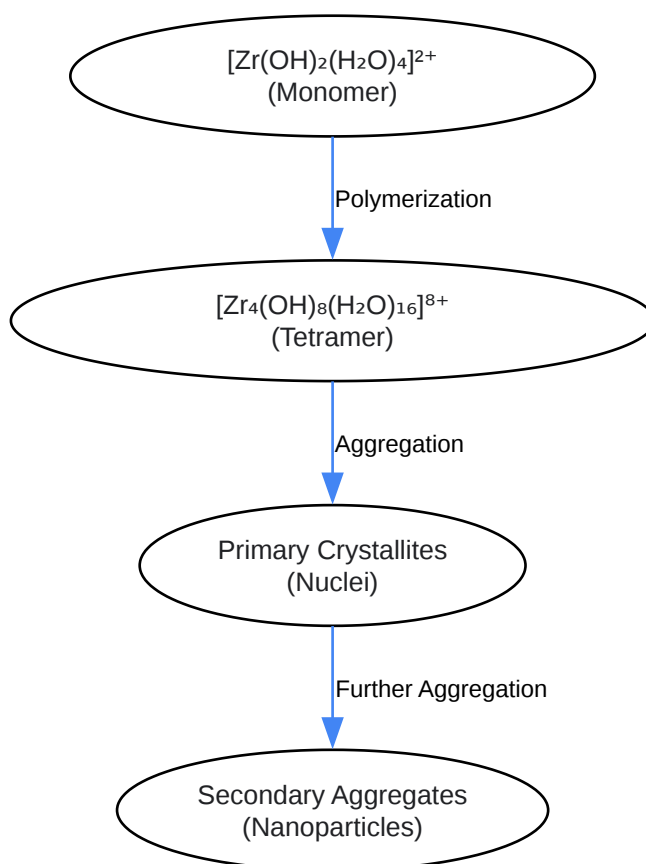 [Zr(OH)₂(H₂O)₄]²⁺
(Monomer)
Polymerization
[Zr₄(OH)₈(H₂O)₁₆]⁸⁺
(Tetramer)
Aggregation
Primary Crystallites
(Nuclei)
Further Aggregation
Secondary Aggregates
(Nanoparticles)